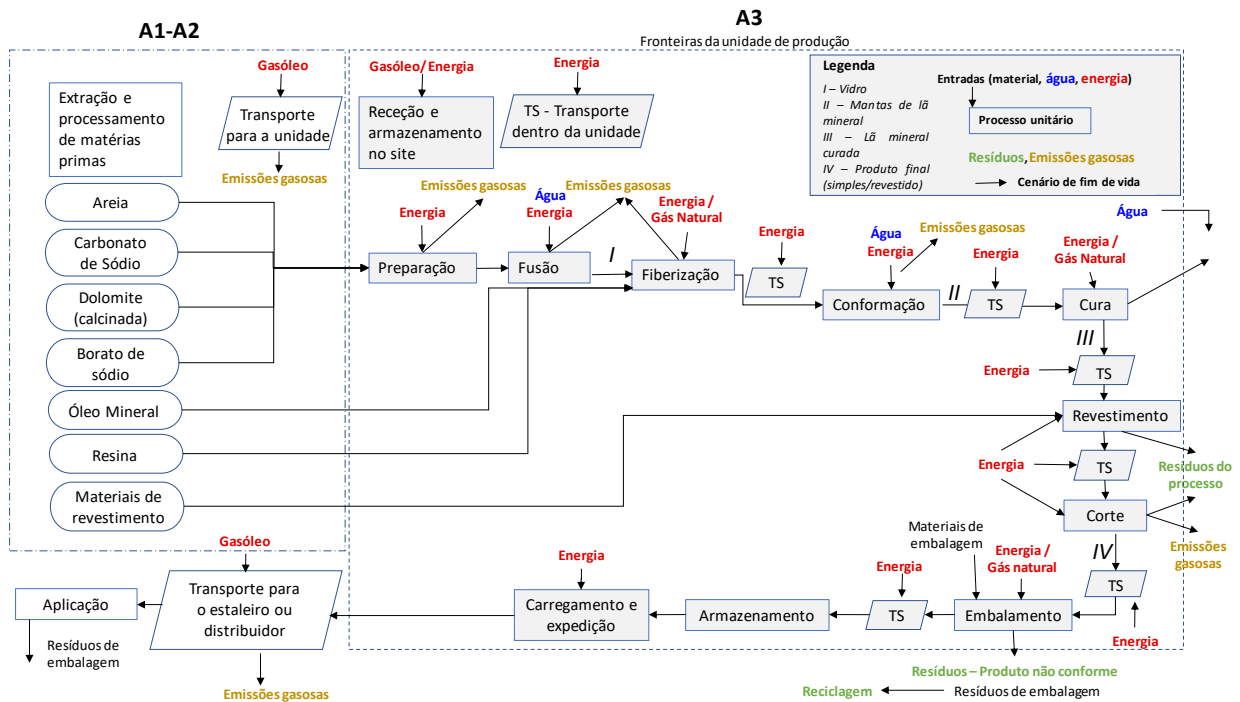 A1-A2
A3
Fronteiras da unidade de produção
Gasóleo
Extração e
processamento
de matérias
primas
Transporte
para a unidade
Emissões gasosas
Areia
Carbonato
de Sódio
Dolomite
(calcinada)
Borato de
sódio
Óleo Mineral
Resina
Materiais de
revestimento
Gasóleo/ Energia
Receção e
armazenamento
no site
Energia
TS - Transporte
dentro da unidade
Legenda
I – Vidro
II – Mantas de lã
mineral
III – Lã mineral
curada
IV – Produto final
(simples/revestido)
Entradas (material, água, energia)
Processo unitário
Resíduos, Emissões gasosas
Cenário de fim de vida
Emissões gasosas
Energia
Preparação
Água
Energia
Fusão
Emissões gasosas
I
Energia /
Gás Natural
Fiberização
Energia
TS
Água
Energia
Emissões gasosas
Conformação
II
Energia
TS
Energia /
Gás Natural
Cura
Água
III
Energia
TS
Revestimento
Energia
TS
Resíduos do
processo
Corte
Emissões
gasosas
IV
TS
Energia
Materiais de
embalagem
Energia /
Gás natural
Embalamento
Energia
TS
Armazenamento
Energia
Carregamento e
expedição
Gasóleo
Transporte para
o estaleiro ou
distribuidor
Emissões gasosas
Aplicação
Resíduos de
embalagem
Resíduos – Produto não conforme
Reciclagem
Resíduos de embalagem